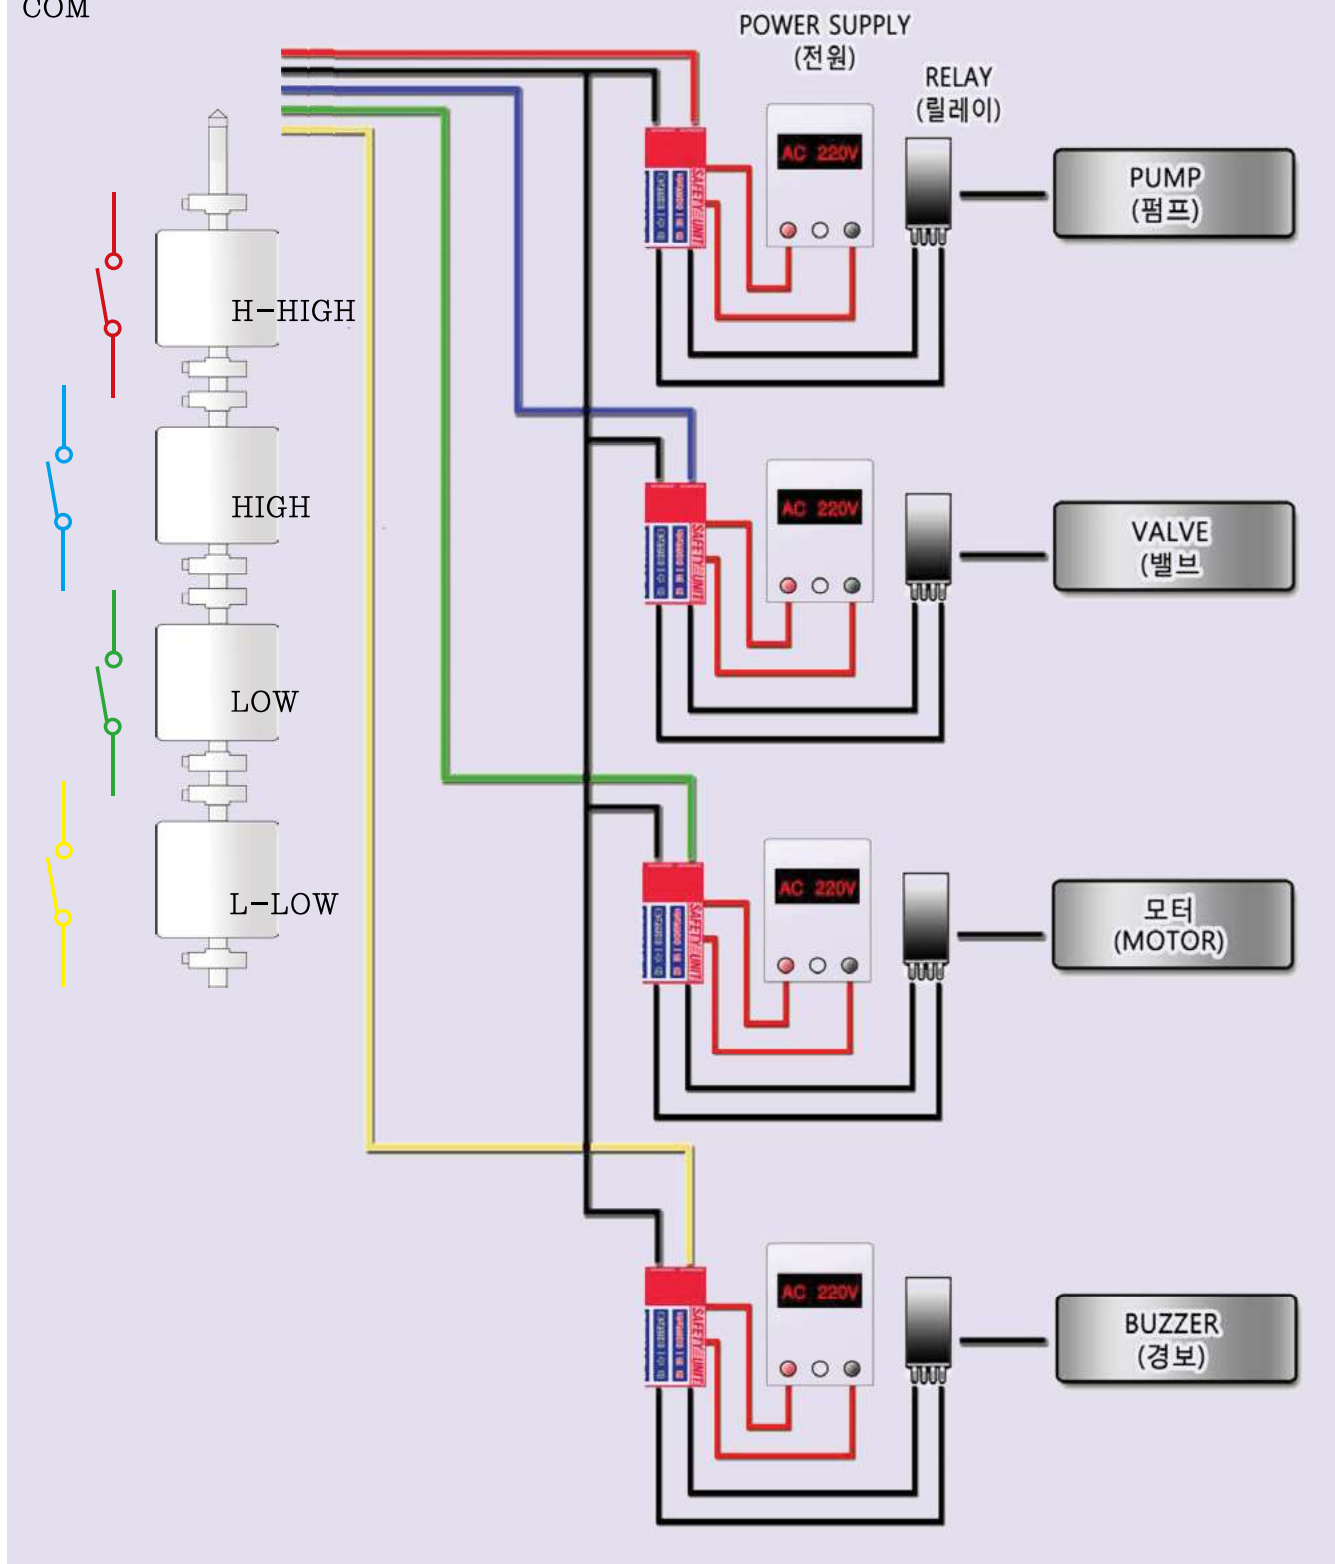 COM
POWER SUPPLY
(전원)
RELAY
(릴레이)
AC 220V
SAFETY UNIT
PUMP
(펌프)
H-HIGH
HIGH
AC 220V
SAFETY UNIT
VALVE
(밸브
LOW
AC 220V
SAFETY UNIT
모터
(MOTOR)
L-LOW
AC 220V
SAFETY UNIT
BUZZER
(경보)